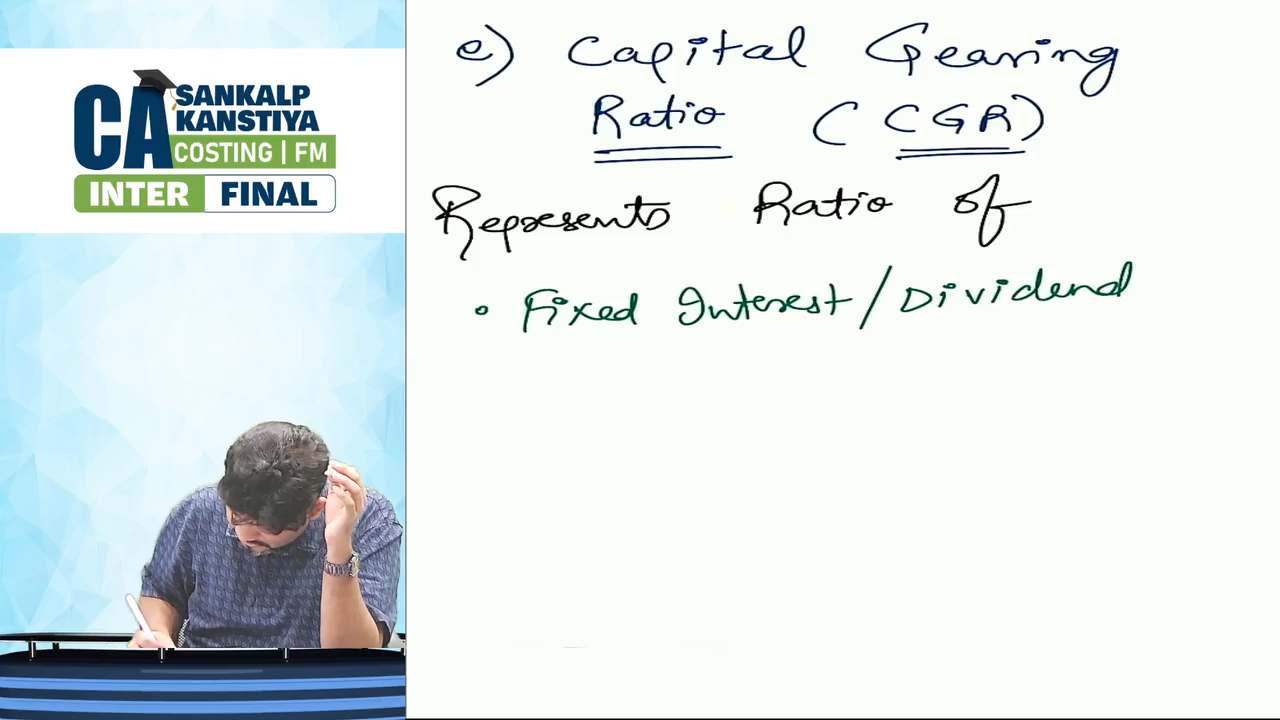 CA SANKALP KANSTIYA
COSTING | FM
INTER FINAL
e) Capital Gearing
Ratio (CGR)
Represents Ratio of
• Fixed Interest/Dividend